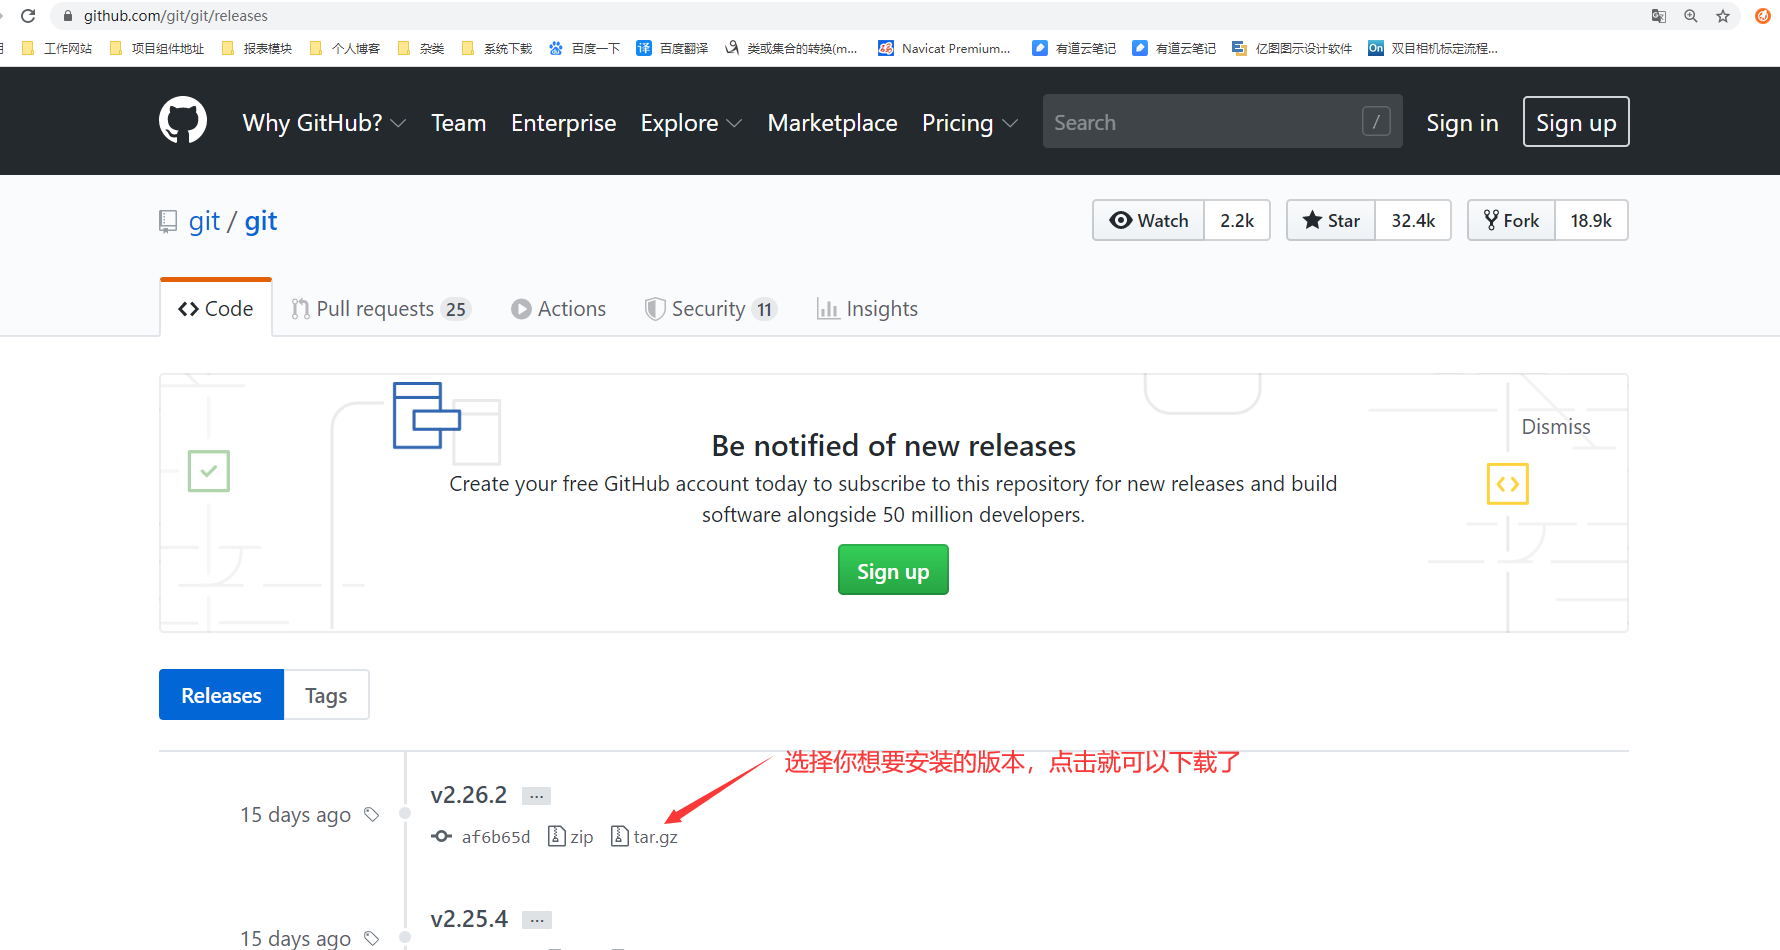 github.com/git/git/releases
工作网站 项目组件地址 报表模块 个人博客 杂类 系统下载 百度一下 译 百度翻译 类或集合的转换(m... Navicat Premium... 有道云笔记 有道云笔记 亿图图示设计软件 On 双目相机标定流程...
Why GitHub? Team Enterprise Explore Marketplace Pricing Search / Sign in Sign up
git / git
Watch 2.2k Star 32.4k Fork 18.9k
Code Pull requests 25 Actions Security 11 Insights
Dismiss
Be notified of new releases
Create your free GitHub account today to subscribe to this repository for new releases and build
software alongside 50 million developers.
Sign up
Releases Tags
选择你想要安装的版本，点击就可以下载了
v2.26.2 ...
15 days ago
af6b65d zip tar.gz
v2.25.4 ...
15 days ago